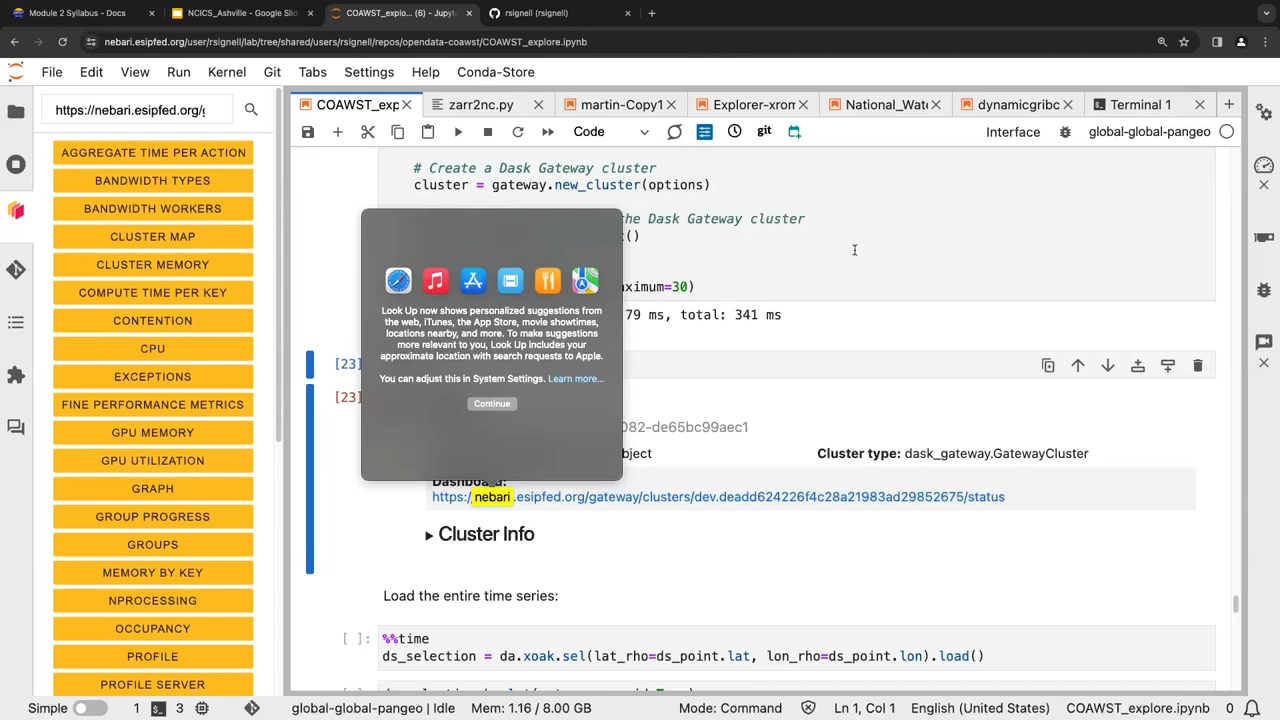 Module 2 Syllabus - Docs
NCICS_Ashville - Google Slid
COAWST_explo... (6) - Jupyt
rsignell (rsignell)
nebari.esipfed.org/user/rsignell/lab/tree/shared/users/rsignell/repos/opendata-coawst/COAWST_explore.ipynb
File Edit View Run Kernel Git Tabs Settings Help Conda-Store
https://nebari.esipfed.org/g
AGGREGATE TIME PER ACTION
BANDWIDTH TYPES
BANDWIDTH WORKERS
CLUSTER MAP
CLUSTER MEMORY
COMPUTE TIME PER KEY
CONTENTION
CPU
EXCEPTIONS
FINE PERFORMANCE METRICS
GPU MEMORY
GPU UTILIZATION
GRAPH
GROUP PROGRESS
GROUPS
MEMORY BY KEY
NPROCESSING
OCCUPANCY
PROFILE
PROFILE SERVER
COAWST_exp
zarr2nc.py
martin-Copy1
Explorer-xrom
National_Wate
dynamicgribc
Terminal 1
Code
git
Interface
global-global-pangeo
# Create a Dask Gateway cluster
cluster = gateway.new_cluster(options)
the Dask Gateway cluster
t()
aximum=30)
79 ms, total: 341 ms
[23]
[23]
Look Up now shows personalized suggestions from
the web, iTunes, the App Store, movie showtimes,
locations nearby, and more. To make suggestions
more relevant to you, Look Up includes your
approximate location with search requests to Apple.
You can adjust this in System Settings. Learn more...
Continue
082-de65bc99aec1
bject
Cluster type: dask_gateway.GatewayCluster
Dashboard:
https://nebari.esipfed.org/gateway/clusters/dev.deadd624226f4c28a21983ad29852675/status
Cluster Info
Load the entire time series:
[ ]:
%%time
ds_selection = da.xoak.sel(lat_rho=ds_point.lat, lon_rho=ds_point.lon).load()
Simple
1
3
global-global-pangeo | Idle
Mem: 1.16 / 8.00 GB
Mode: Command
Ln 1, Col 1
English (United States)
COAWST_explore.ipynb
0